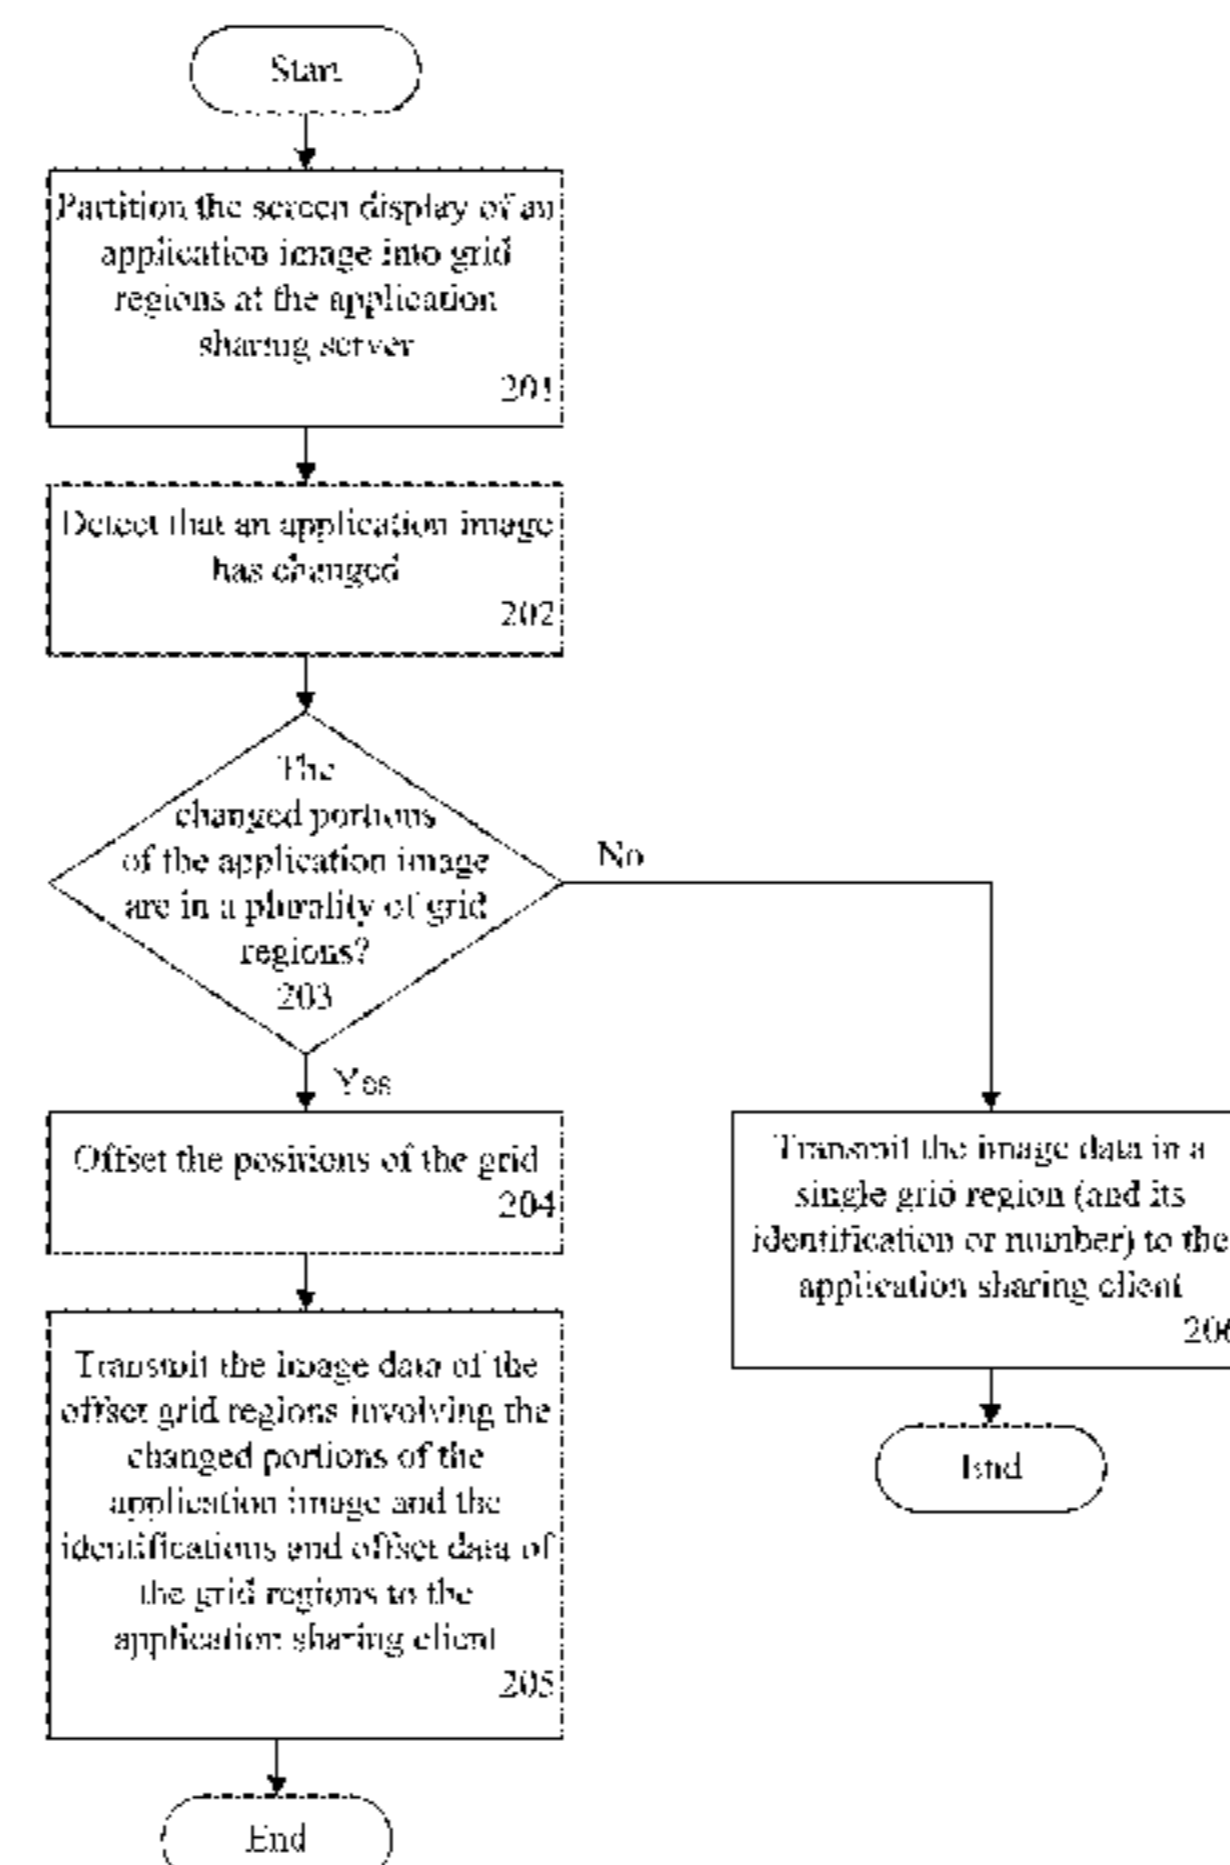 Start
Partition the screen display of an
application image into grid
regions at the application
sharing server
201
Detect that an application image
has changed
202
The
changed portions
of the application image
are in a plurality of grid
regions?
203
No
Yes
Offset the positions of the grid
204
Transmit the image data in a
single grid region (and its
identification or number) to the
application sharing client
206
End
Transmit the image data of the
offset grid regions involving the
changed portions of the
application image and the
identifications and offset data of
the grid regions to the
application sharing client
205
End